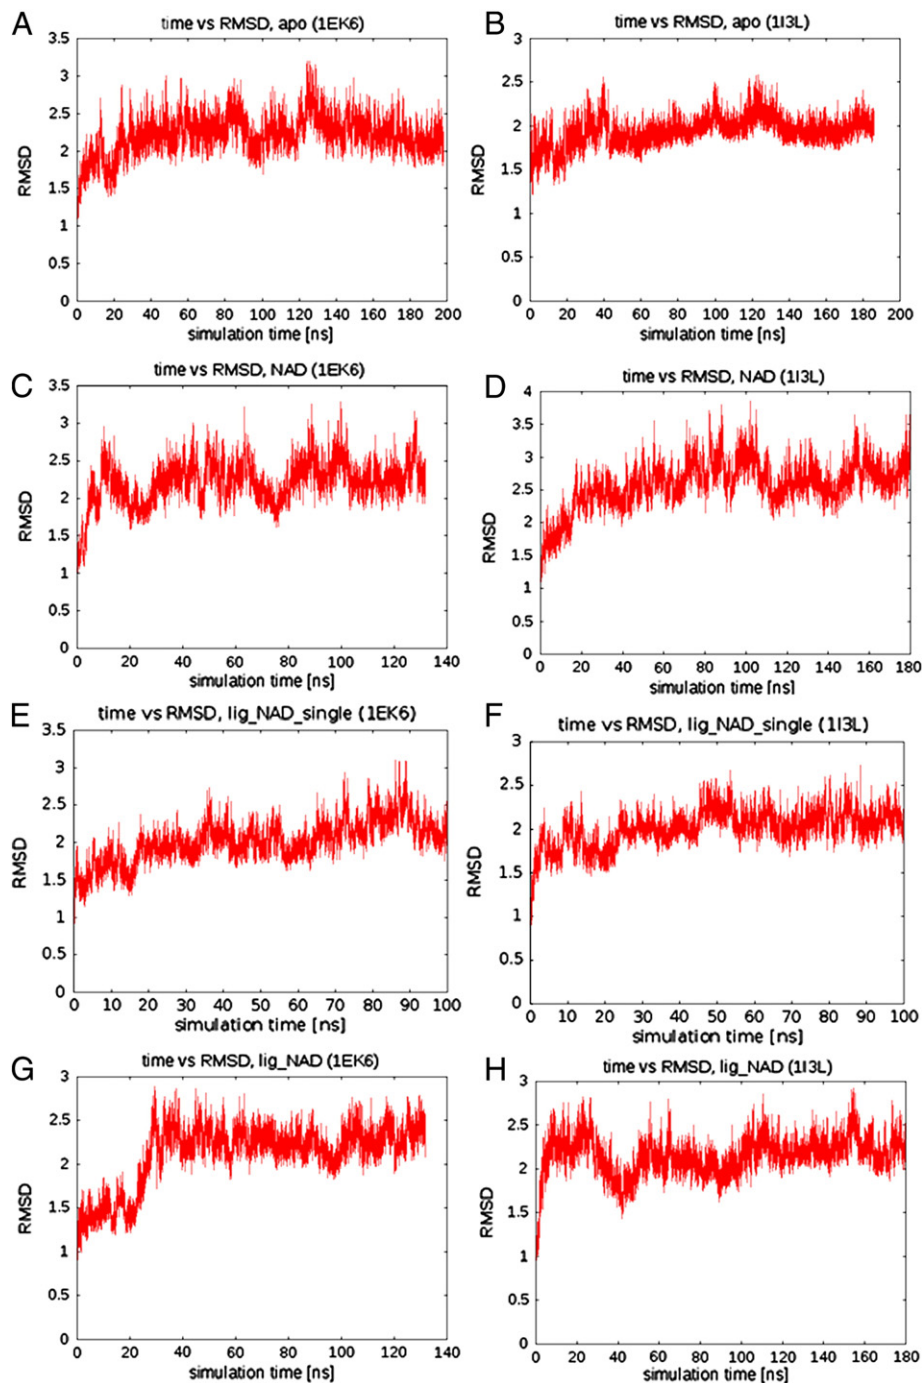 A
time vs RMSD, apo (1EK6)
3.5
3
2.5
2
1.5
1
0.5
0
RMSD
0 20 40 60 80 100 120 140 160 180 200
simulation time [ns]
B
time vs RMSD, apo (1I3L)
3
2.5
2
1.5
1
0.5
0
RMSD
0 20 40 60 80 100 120 140 160 180 200
simulation time [ns]
C
time vs RMSD, NAD (1EK6)
3.5
3
2.5
2
1.5
1
0.5
0
RMSD
0 20 40 60 80 100 120 140
simulation time [ns]
D
time vs RMSD, NAD (1I3L)
4
3.5
3
2.5
2
1.5
1
0.5
0
RMSD
0 20 40 60 80 100 120 140 160 180
simulation time [ns]
E
time vs RMSD, lig_NAD_single (1EK6)
3.5
3
2.5
2
1.5
1
0.5
0
RMSD
0 10 20 30 40 50 60 70 80 90 100
simulation time [ns]
F
time vs RMSD, lig_NAD_single (1I3L)
3
2.5
2
1.5
1
0.5
0
RMSD
0 10 20 30 40 50 60 70 80 90 100
simulation time [ns]
G
time vs RMSD, lig_NAD (1EK6)
3
2.5
2
1.5
1
0.5
0
RMSD
0 20 40 60 80 100 120 140
simulation time [ns]
H
time vs RMSD, lig_NAD (1I3L)
3
2.5
2
1.5
1
0.5
0
RMSD
0 20 40 60 80 100 120 140 160 180
simulation time [ns]